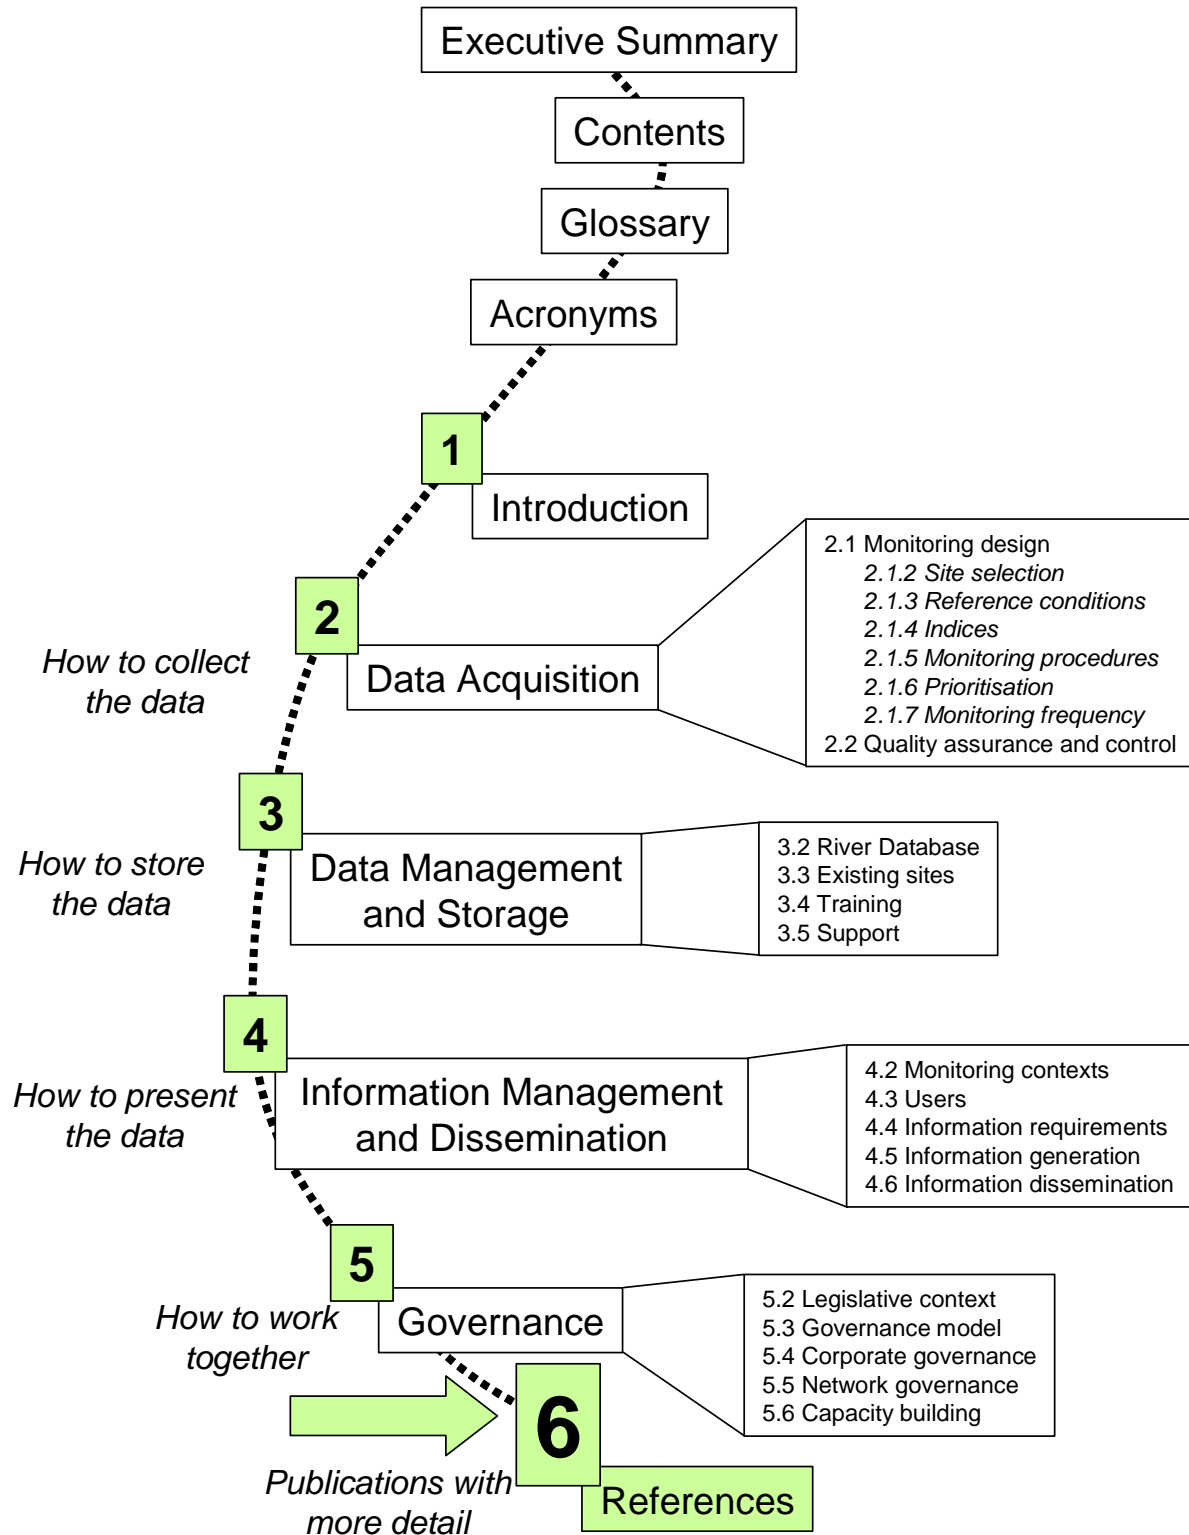 Executive Summary
Contents
Glossary
Acronyms
1
Introduction
2
Data Acquisition
How to collect
the data
2.1 Monitoring design
2.1.2 Site selection
2.1.3 Reference conditions
2.1.4 Indices
2.1.5 Monitoring procedures
2.1.6 Prioritisation
2.1.7 Monitoring frequency
2.2 Quality assurance and control
3
Data Management
and Storage
How to store
the data
3.2 River Database
3.3 Existing sites
3.4 Training
3.5 Support
4
Information Management
and Dissemination
How to present
the data
4.2 Monitoring contexts
4.3 Users
4.4 Information requirements
4.5 Information generation
4.6 Information dissemination
5
Governance
How to work
together
5.2 Legislative context
5.3 Governance model
5.4 Corporate governance
5.5 Network governance
5.6 Capacity building
6
References
Publications with
more detail